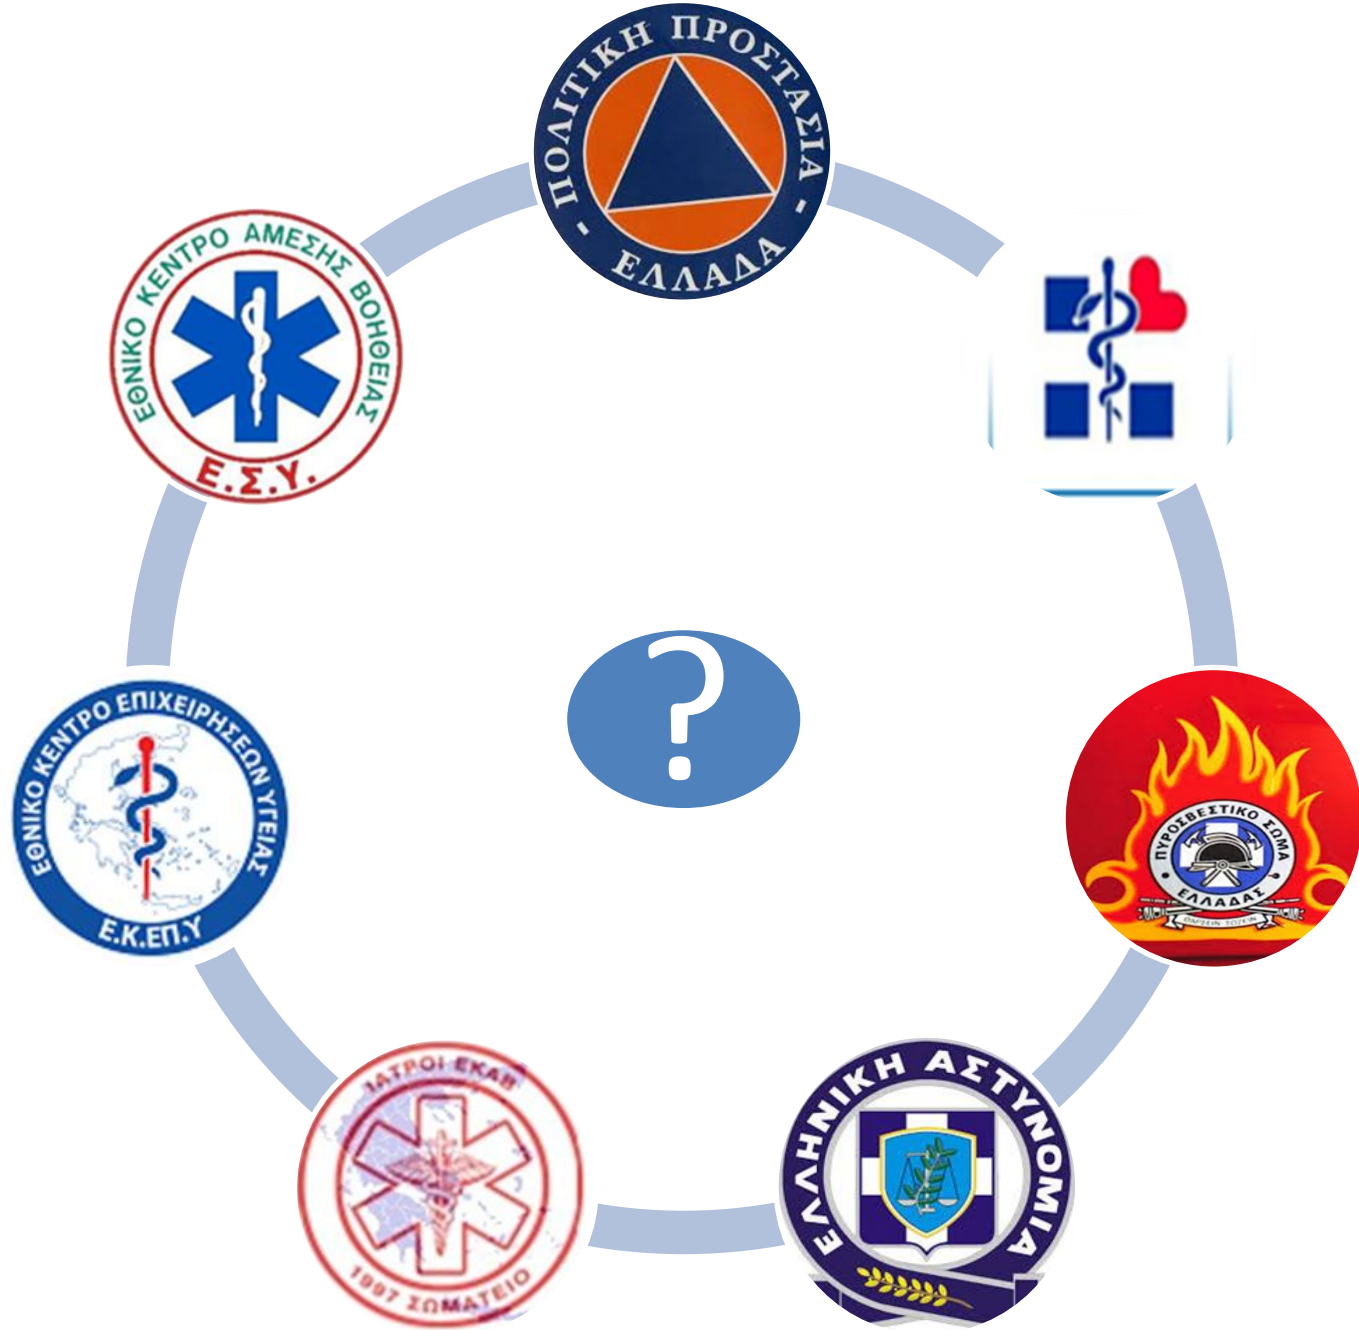 - ΠΟΛΙΤΙΚΗ ΠΡΟΣΤΑΣΙΑ -
ΕΛΛΑΔΑ
ΕΘΝΙΚΟ ΚΕΝΤΡΟ ΑΜΕΣΗΣ ΒΟΗΘΕΙΑΣ
Ε.Σ.Υ.
?
ΕΘΝΙΚΟ ΚΕΝΤΡΟ ΕΠΙΧΕΙΡΗΣΕΩΝ ΥΓΕΙΑΣ
Ε.Κ.ΕΠ.Υ
ΠΥΡΟΣΒΕΣΤΙΚΟ ΣΩΜΑ
ΕΛΛΑΔΑΣ
ΙΑΤΡΟΙ ΕΚΑΒ
1997 ΣΩΜΑΤΕΙΟ
ΕΛΛΗΝΙΚΗ ΑΣΤΥΝΟΜΙΑ